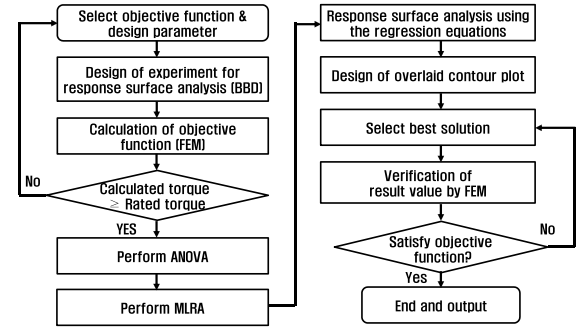 Select objective function &
design parameter
Design of experiment for
response surface analysis (BBD)
Calculation of objective
function (FEM)
No
Calculated torque
≥ Rated torque
YES
Perform ANOVA
Perform MLRA
Response surface analysis using
the regression equations
Design of overlaid contour plot
Select best solution
Verification of
result value by FEM
No
Satisfy objective
function?
Yes
End and output